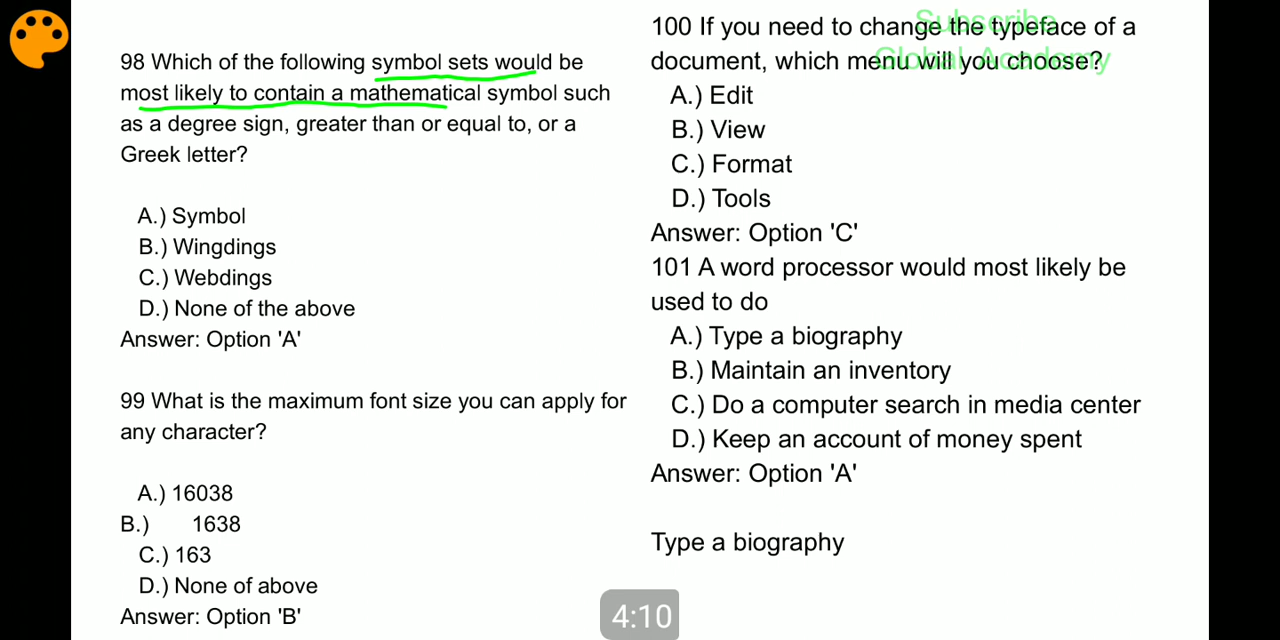 98 Which of the following symbol sets would be
most likely to contain a mathematical symbol such
as a degree sign, greater than or equal to, or a
Greek letter?
A.) Symbol
B.) Wingdings
C.) Webdings
D.) None of the above
Answer: Option 'A'
99 What is the maximum font size you can apply for
any character?
A.) 16038
B.) 1638
C.) 163
D.) None of above
Answer: Option 'B'
100 If you need to change the typeface of a
document, which menu will you choose?
A.) Edit
B.) View
C.) Format
D.) Tools
Answer: Option 'C'
101 A word processor would most likely be
used to do
A.) Type a biography
B.) Maintain an inventory
C.) Do a computer search in media center
D.) Keep an account of money spent
Answer: Option 'A'
Type a biography
Subscribe
Global Academy
4:10